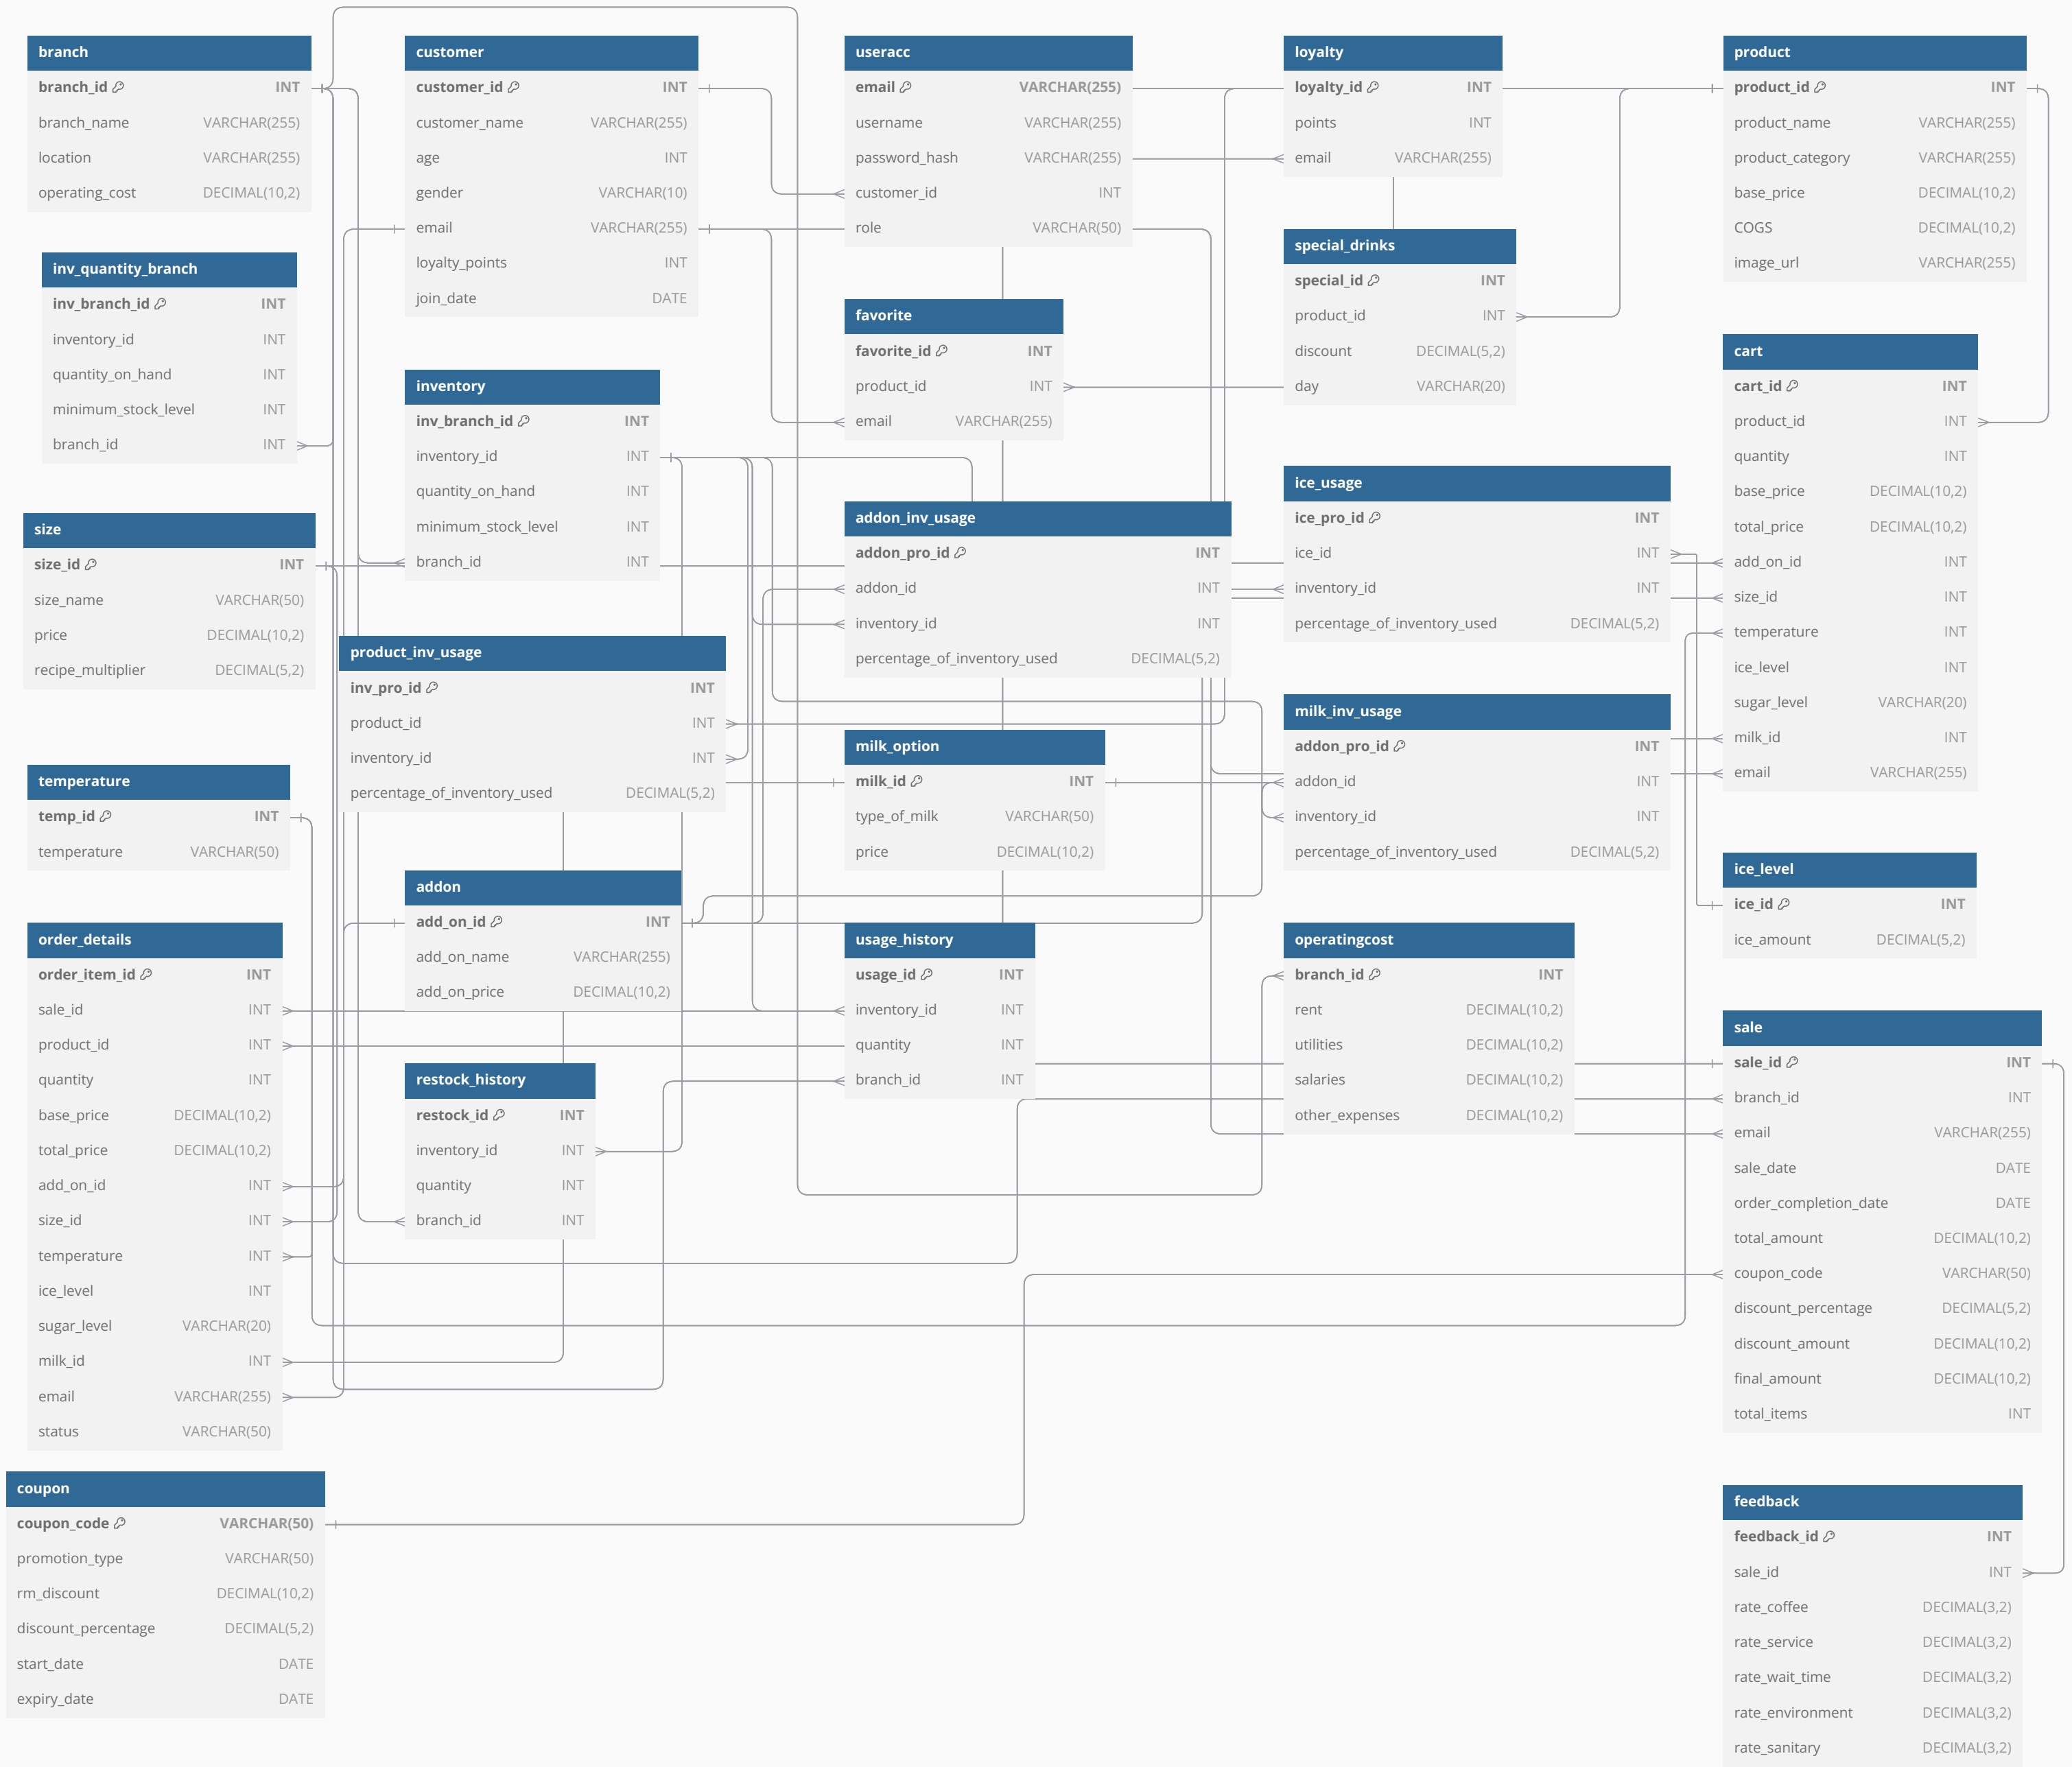 branch
branch_id INT
branch_name VARCHAR(255)
location VARCHAR(255)
operating_cost DECIMAL(10,2)
customer
customer_id INT
customer_name VARCHAR(255)
age INT
gender VARCHAR(10)
email VARCHAR(255)
loyalty_points INT
join_date DATE
useracc
email VARCHAR(255)
username VARCHAR(255)
password_hash VARCHAR(255)
customer_id INT
role VARCHAR(50)
loyalty
loyalty_id INT
points INT
email VARCHAR(255)
product
product_id INT
product_name VARCHAR(255)
product_category VARCHAR(255)
base_price DECIMAL(10,2)
COGS DECIMAL(10,2)
image_url VARCHAR(255)
inv_quantity_branch
inv_branch_id INT
inventory_id INT
quantity_on_hand INT
minimum_stock_level INT
branch_id INT
special_drinks
special_id INT
product_id INT
discount DECIMAL(5,2)
day VARCHAR(20)
favorite
favorite_id INT
product_id INT
email VARCHAR(255)
inventory
inv_branch_id INT
inventory_id INT
quantity_on_hand INT
minimum_stock_level INT
branch_id INT
cart
cart_id INT
product_id INT
quantity INT
base_price DECIMAL(10,2)
total_price DECIMAL(10,2)
add_on_id INT
size_id INT
temperature INT
ice_level INT
sugar_level VARCHAR(20)
milk_id INT
email VARCHAR(255)
size
size_id INT
size_name VARCHAR(50)
price DECIMAL(10,2)
recipe_multiplier DECIMAL(5,2)
addon_inv_usage
addon_pro_id INT
addon_id INT
inventory_id INT
percentage_of_inventory_used DECIMAL(5,2)
ice_usage
ice_pro_id INT
ice_id INT
inventory_id INT
percentage_of_inventory_used DECIMAL(5,2)
product_inv_usage
inv_pro_id INT
product_id INT
inventory_id INT
percentage_of_inventory_used DECIMAL(5,2)
milk_option
milk_id INT
type_of_milk VARCHAR(50)
price DECIMAL(10,2)
milk_inv_usage
addon_pro_id INT
addon_id INT
inventory_id INT
percentage_of_inventory_used DECIMAL(5,2)
temperature
temp_id INT
temperature VARCHAR(50)
addon
add_on_id INT
add_on_name VARCHAR(255)
add_on_price DECIMAL(10,2)
ice_level
ice_id INT
ice_amount DECIMAL(5,2)
order_details
order_item_id INT
sale_id INT
product_id INT
quantity INT
base_price DECIMAL(10,2)
total_price DECIMAL(10,2)
add_on_id INT
size_id INT
temperature INT
ice_level INT
sugar_level VARCHAR(20)
milk_id INT
email VARCHAR(255)
status VARCHAR(50)
usage_history
usage_id INT
inventory_id INT
quantity INT
branch_id INT
operatingcost
branch_id INT
rent DECIMAL(10,2)
utilities DECIMAL(10,2)
salaries DECIMAL(10,2)
other_expenses DECIMAL(10,2)
restock_history
restock_id INT
inventory_id INT
quantity INT
branch_id INT
sale
sale_id INT
branch_id INT
email VARCHAR(255)
sale_date DATE
order_completion_date DATE
total_amount DECIMAL(10,2)
coupon_code VARCHAR(50)
discount_percentage DECIMAL(5,2)
discount_amount DECIMAL(10,2)
final_amount DECIMAL(10,2)
total_items INT
coupon
coupon_code VARCHAR(50)
promotion_type VARCHAR(50)
rm_discount DECIMAL(10,2)
discount_percentage DECIMAL(5,2)
start_date DATE
expiry_date DATE
feedback
feedback_id INT
sale_id INT
rate_coffee DECIMAL(3,2)
rate_service DECIMAL(3,2)
rate_wait_time DECIMAL(3,2)
rate_environment DECIMAL(3,2)
rate_sanitary DECIMAL(3,2)